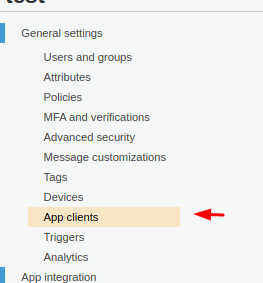 General settings
Users and groups
Attributes
Policies
MFA and verifications
Advanced security
Message customizations
Tags
Devices
App clients
Triggers
Analytics
App integration